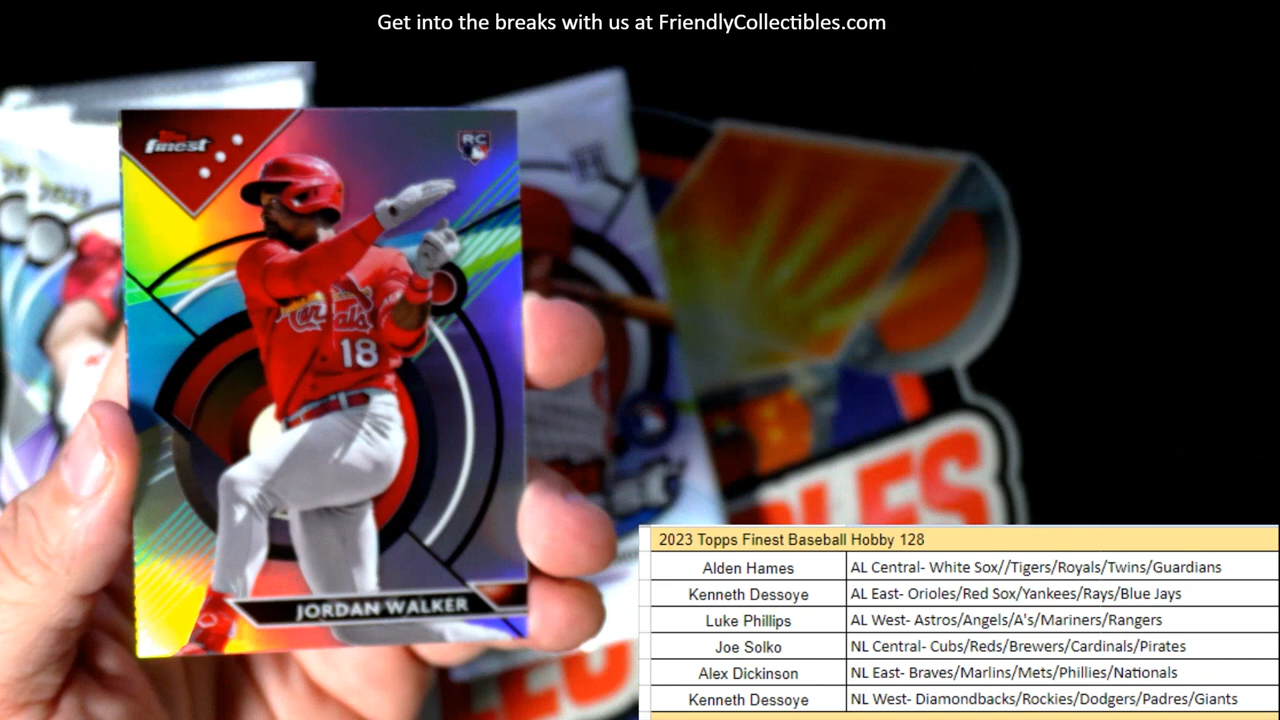 Get into the breaks with us at FriendlyCollectibles.com
Topps
finest
RC
Cardinals
18
JORDAN WALKER
LES
2023 Topps Finest Baseball Hobby 128
Alden Hames AL Central- White Sox//Tigers/Royals/Twins/Guardians
Kenneth Dessoye AL East- Orioles/Red Sox/Yankees/Rays/Blue Jays
Luke Phillips AL West- Astros/Angels/A's/Mariners/Rangers
Joe Solko NL Central- Cubs/Reds/Brewers/Cardinals/Pirates
Alex Dickinson NL East- Braves/Marlins/Mets/Phillies/Nationals
Kenneth Dessoye NL West- Diamondbacks/Rockies/Dodgers/Padres/Giants